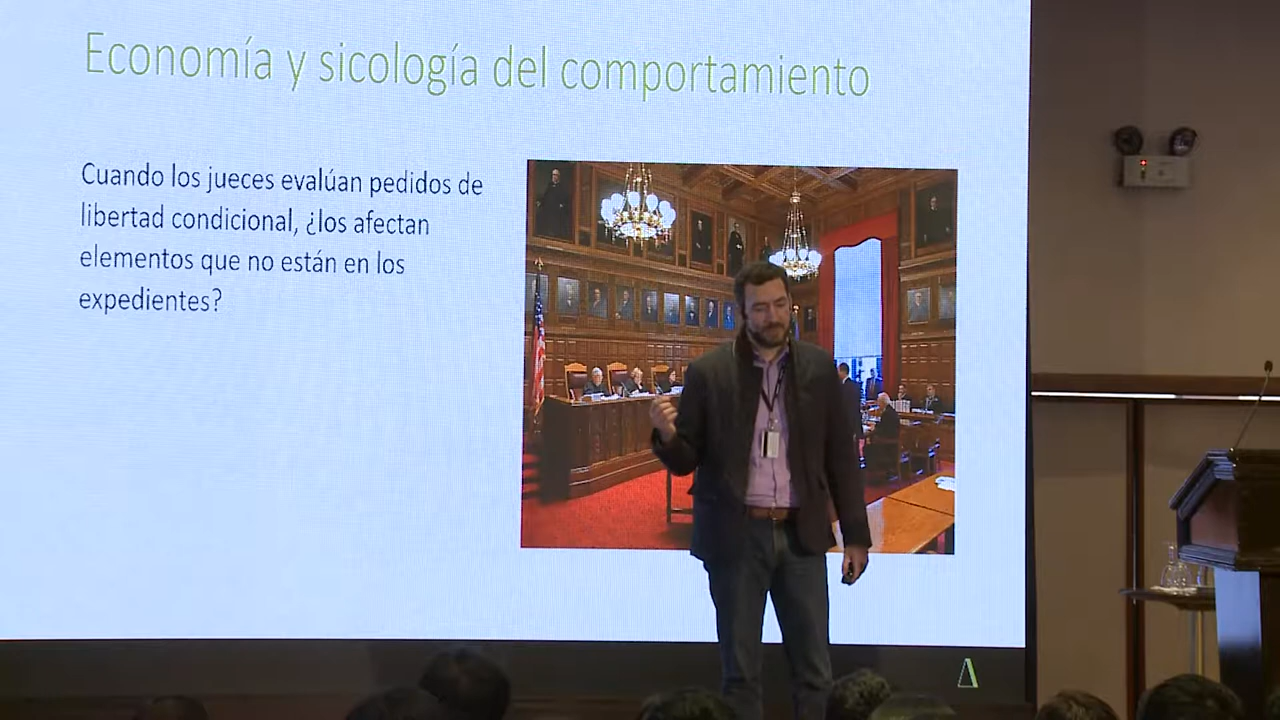 Economía y sicología del comportamiento
Cuando los jueces evalúan pedidos de
libertad condicional, ¿los afectan
elementos que no están en los
expedientes?